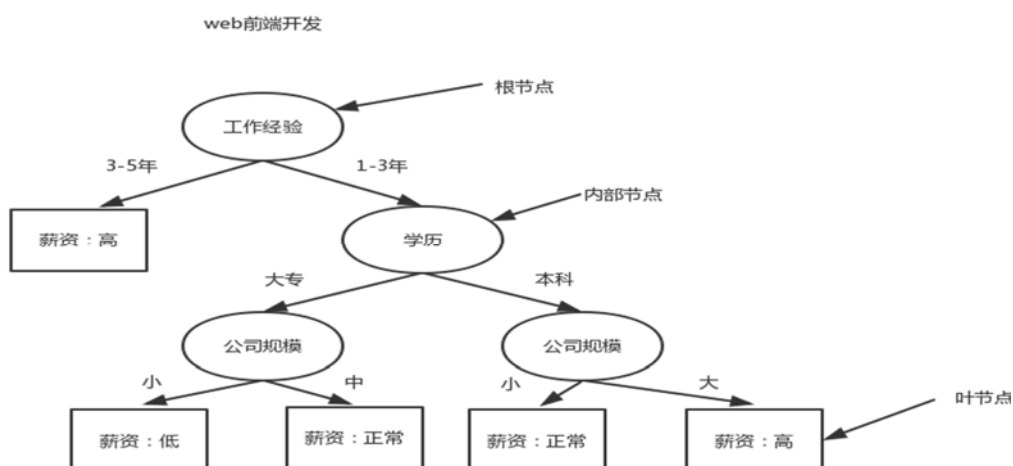 web前端开发
根节点
工作经验
3-5年
1-3年
内部节点
薪资：高
学历
大专
本科
公司规模
公司规模
小
中
小
大
叶节点
薪资：低
薪资：正常
薪资：正常
薪资：高